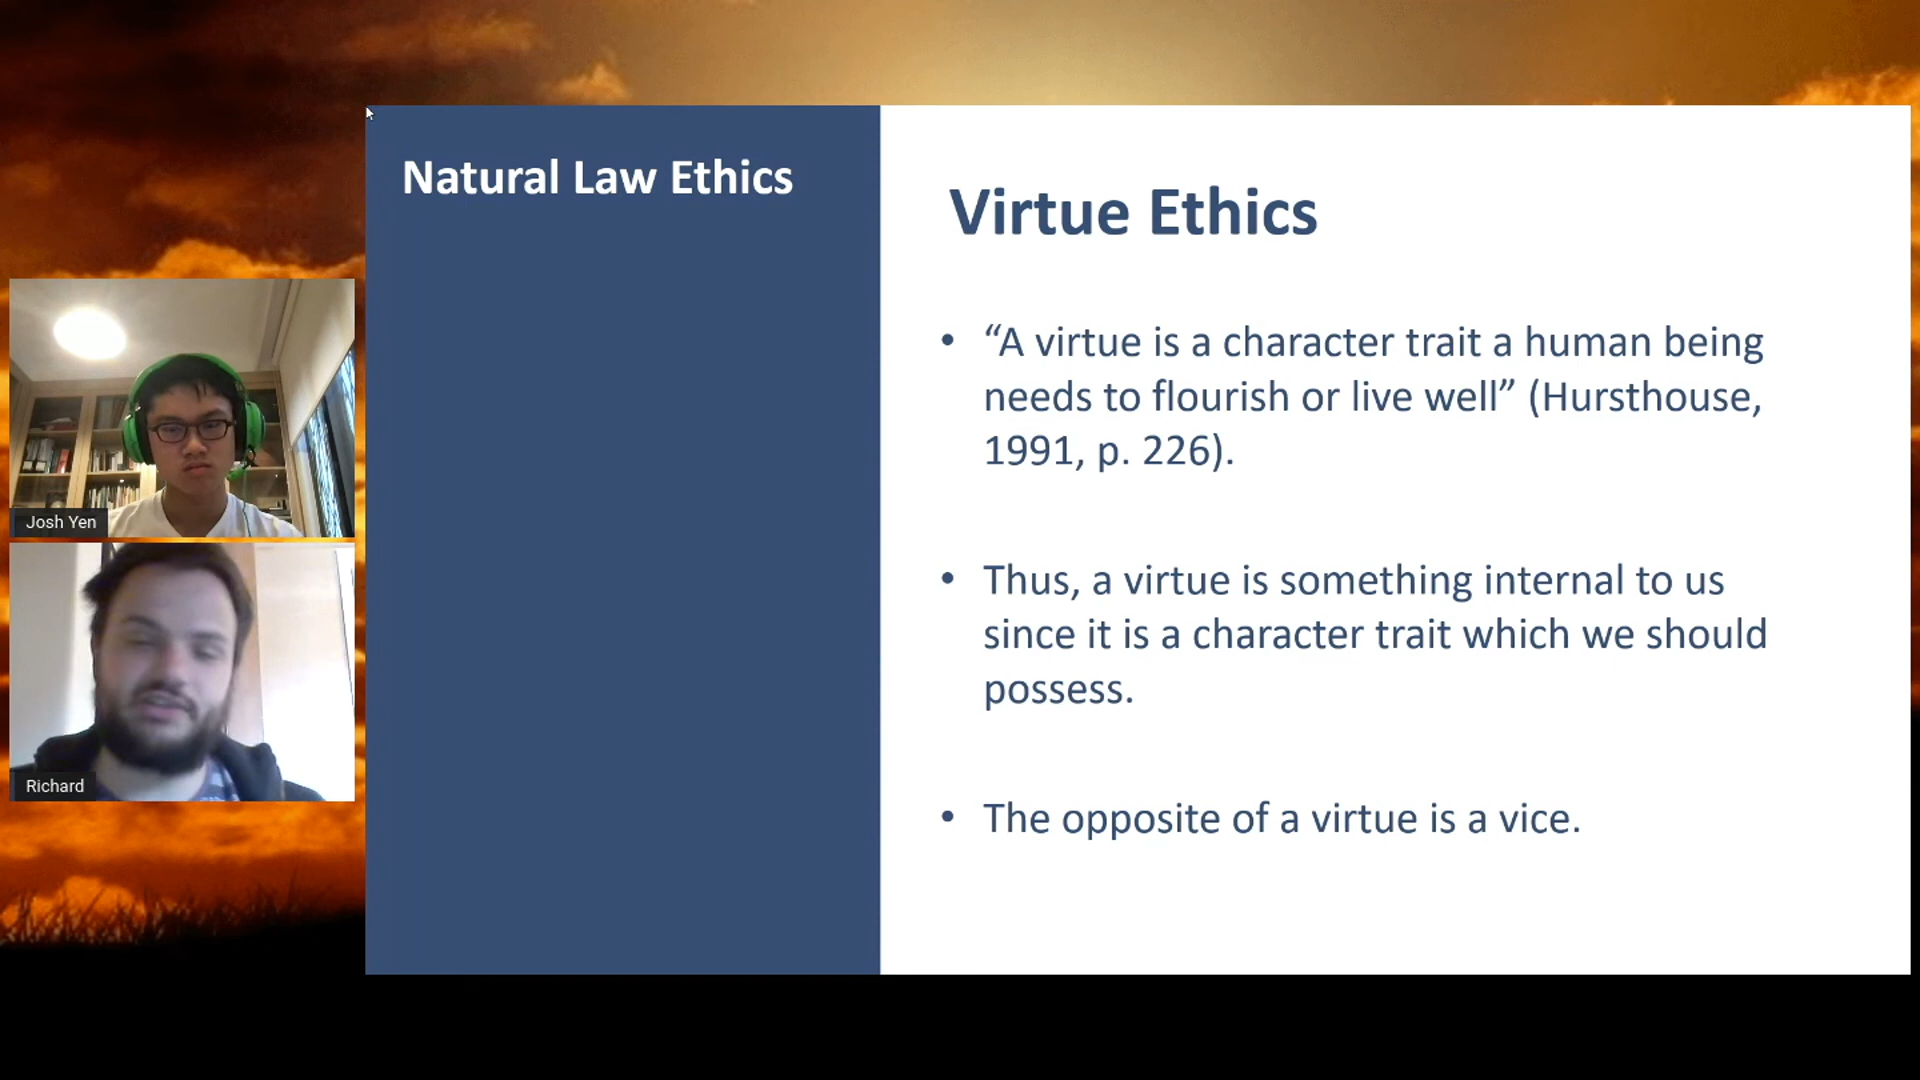 Natural Law Ethics
Virtue Ethics
• “A virtue is a character trait a human being
needs to flourish or live well” (Hursthouse,
1991, p. 226).
• Thus, a virtue is something internal to us
since it is a character trait which we should
possess.
• The opposite of a virtue is a vice.
Josh Yen
Richard